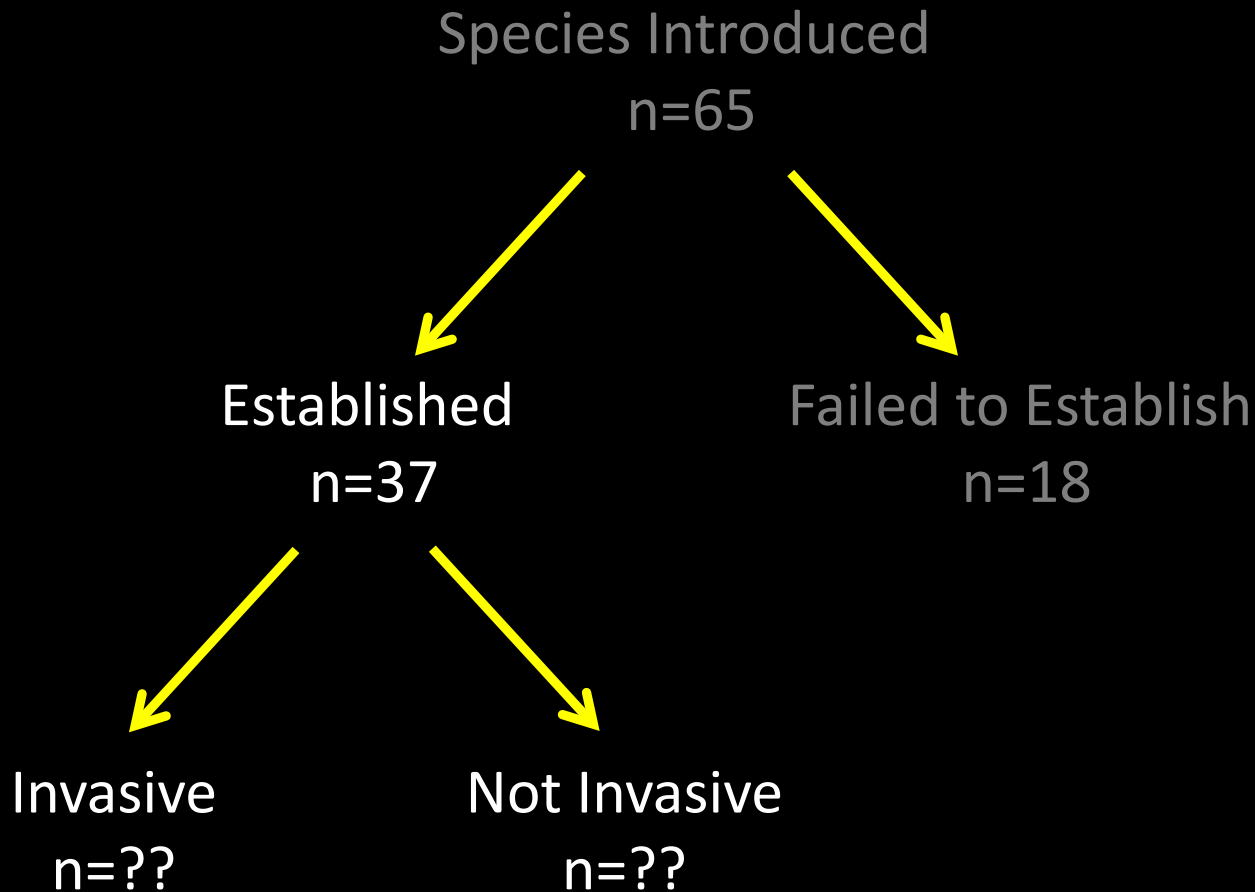 Species Introduced
n=65
Established
n=37
Failed to Establish
n=18
Invasive
n=??
Not Invasive
n=??